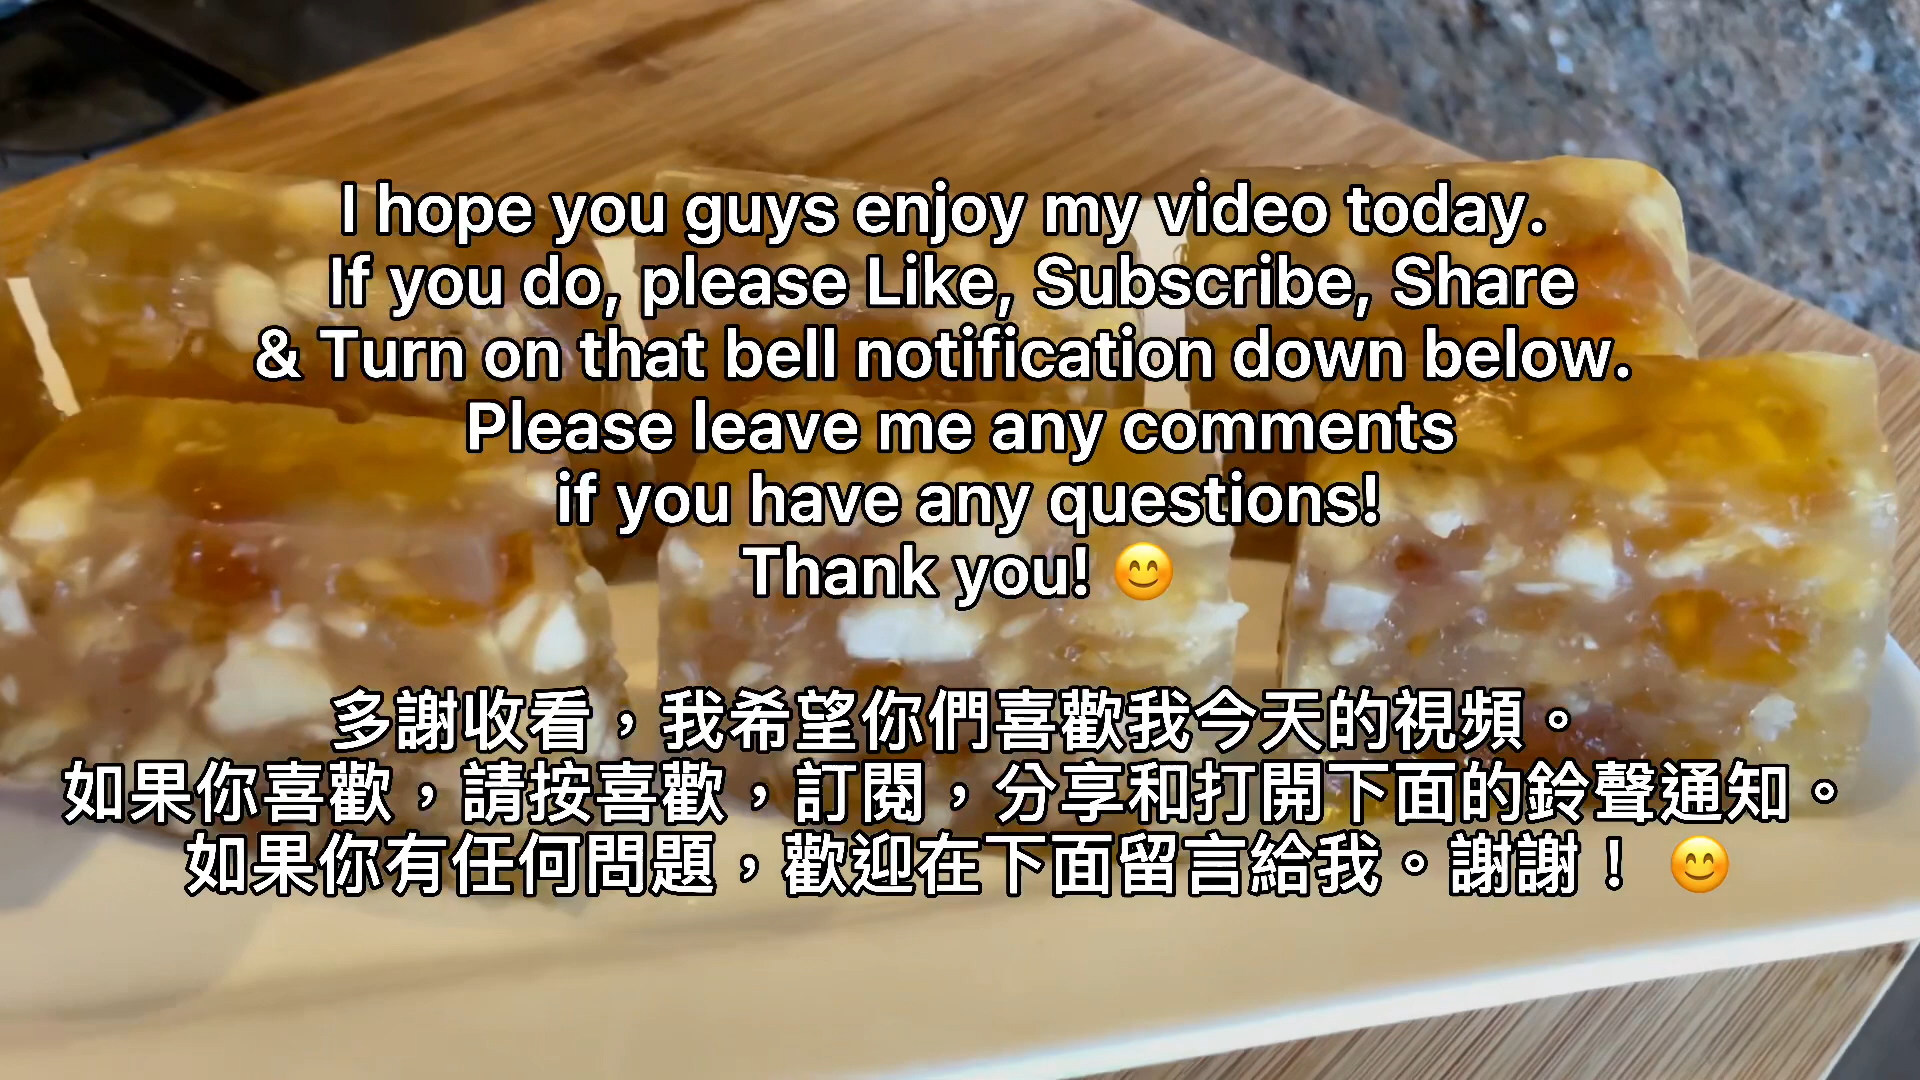 I hope you guys enjoy my video today.
If you do, please Like, Subscribe, Share
& Turn on that bell notification down below.
Please leave me any comments
if you have any questions!
Thank you! 😊
多謝收看，我希望你們喜歡我今天的視頻。
如果你喜歡，請按喜歡，訂閱，分享和打開下面的鈴聲通知。
如果你有任何問題，歡迎在下面留言給我。謝謝！ 😊